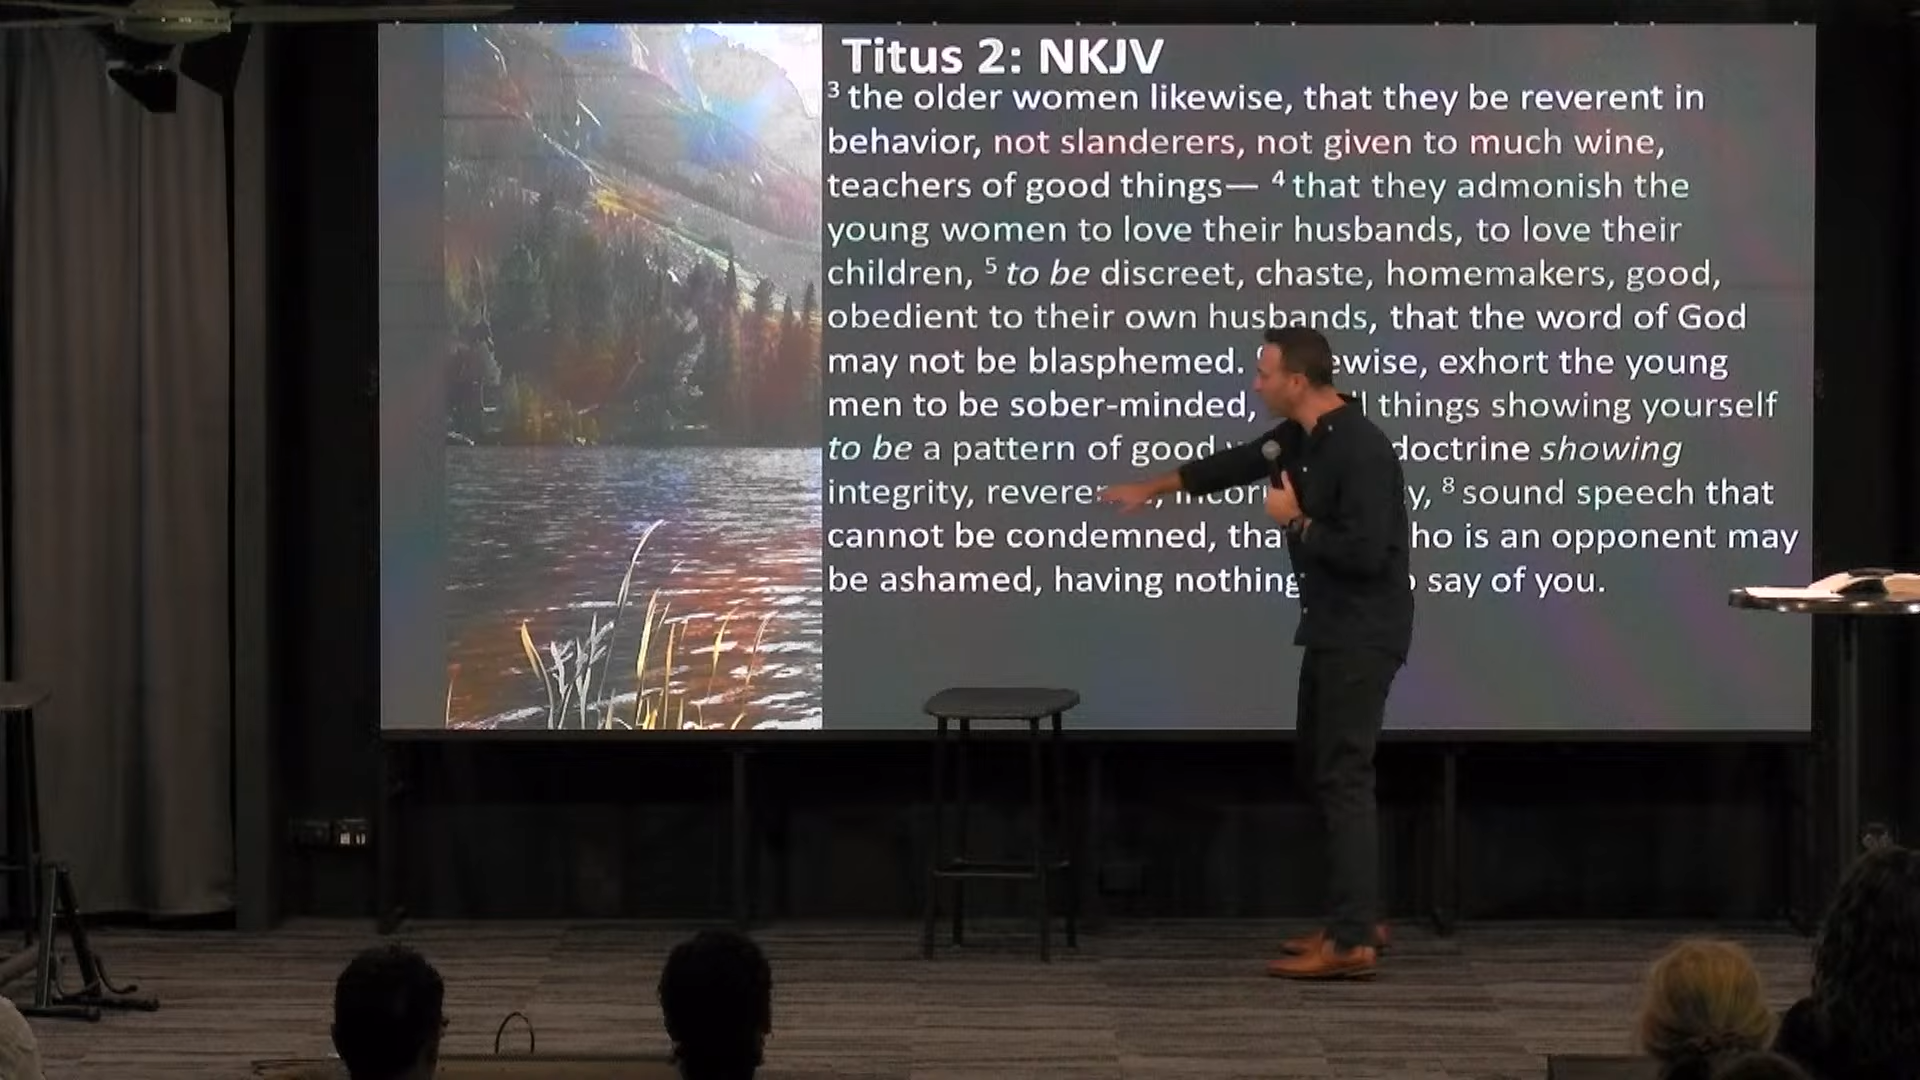 Titus 2: NKJV
3 the older women likewise, that they be reverent in
behavior, not slanderers, not given to much wine,
teachers of good things— 4 that they admonish the
young women to love their husbands, to love their
children, 5 to be discreet, chaste, homemakers, good,
obedient to their own husbands, that the word of God
may not be blasphemed. exhort the young
men to be sober-minded, things showing yourself
to be a pattern of good doctrine showing
integrity, 8 sound speech that
cannot be condemned, is an opponent may
be ashamed, having nothing say of you.